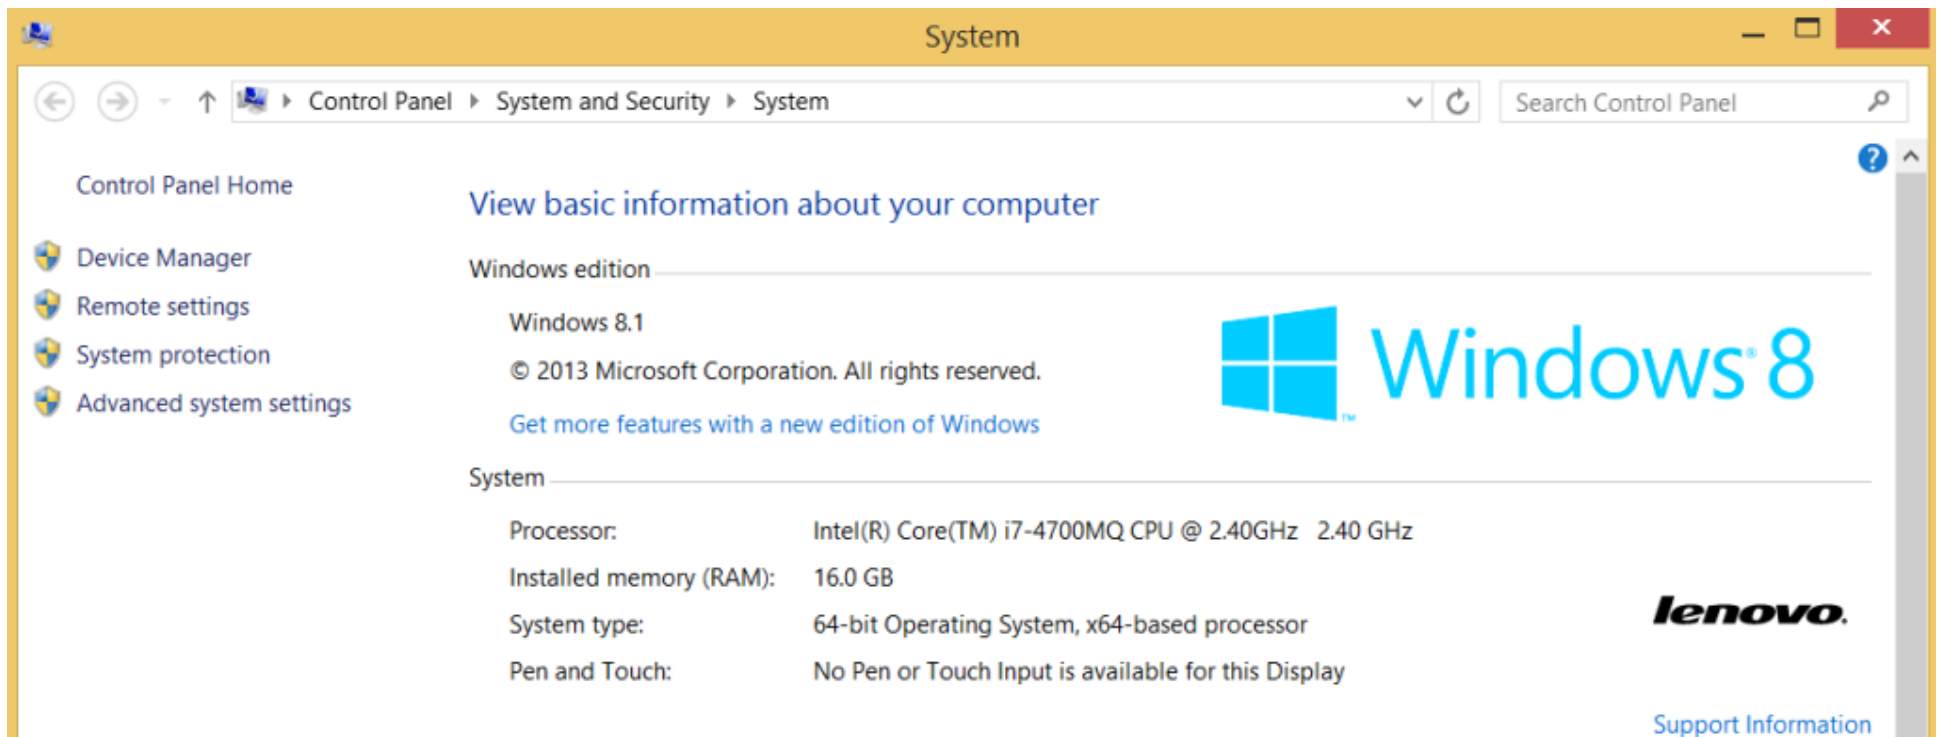 System
Control Panel System and Security System
Search Control Panel
Control Panel Home
Device Manager
Remote settings
System protection
Advanced system settings
View basic information about your computer
Windows edition
Windows 8.1
© 2013 Microsoft Corporation. All rights reserved.
Get more features with a new edition of Windows
Windows® 8
™
System
Processor: Intel(R) Core(TM) i7-4700MQ CPU @ 2.40GHz 2.40 GHz
Installed memory (RAM): 16.0 GB
System type: 64-bit Operating System, x64-based processor
Pen and Touch: No Pen or Touch Input is available for this Display
lenovo.
Support Information